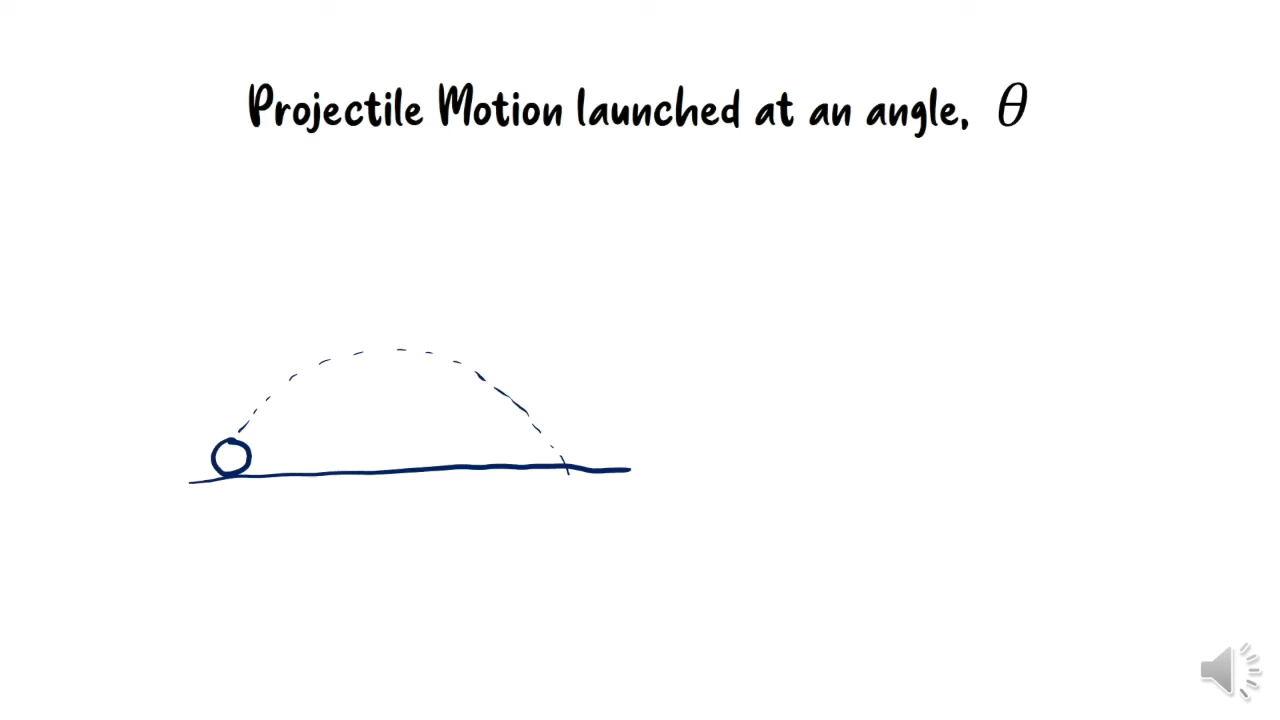 Projectile Motion launched at an angle, θ